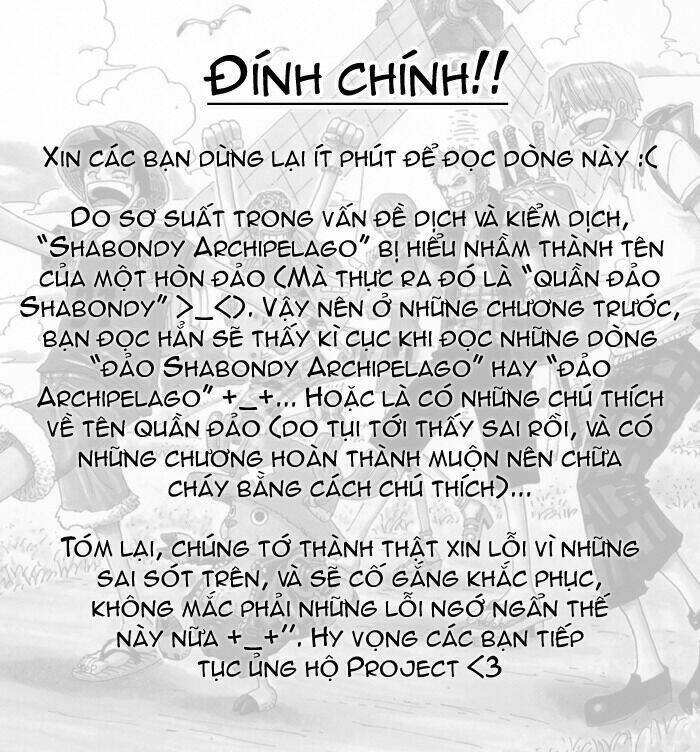 Đính chính!!
Xin các bạn dừng lại ít phút để đọc dòng này :(
Do sơ suất trong vấn đề dịch và kiểm dịch,
"Shabondy Archipelago" bị hiểu nhầm thành tên
của một hòn đảo (Mà thực ra đó là "quần đảo
Shabondy" >_<). Vậy nên ở những chương trước,
bạn đọc hẳn sẽ thấy kì cục khi đọc những dòng
"đảo Shabondy Archipelago" hay "đảo
Archipelago" +_+... Hoặc là có những chú thích
về tên quần đảo (do tụi tới thấy sai rồi, và có
những chương hoàn thành muộn nên chữa
cháy bằng cách chú thích)...
Tóm lại, chúng tớ thành thật xin lỗi vì những
sai sót trên, và sẽ cố gắng khắc phục,
không mắc phải những lỗi ngớ ngẩn thế
này nữa +_+''. Hy vọng các bạn tiếp
tục ủng hộ Project <3